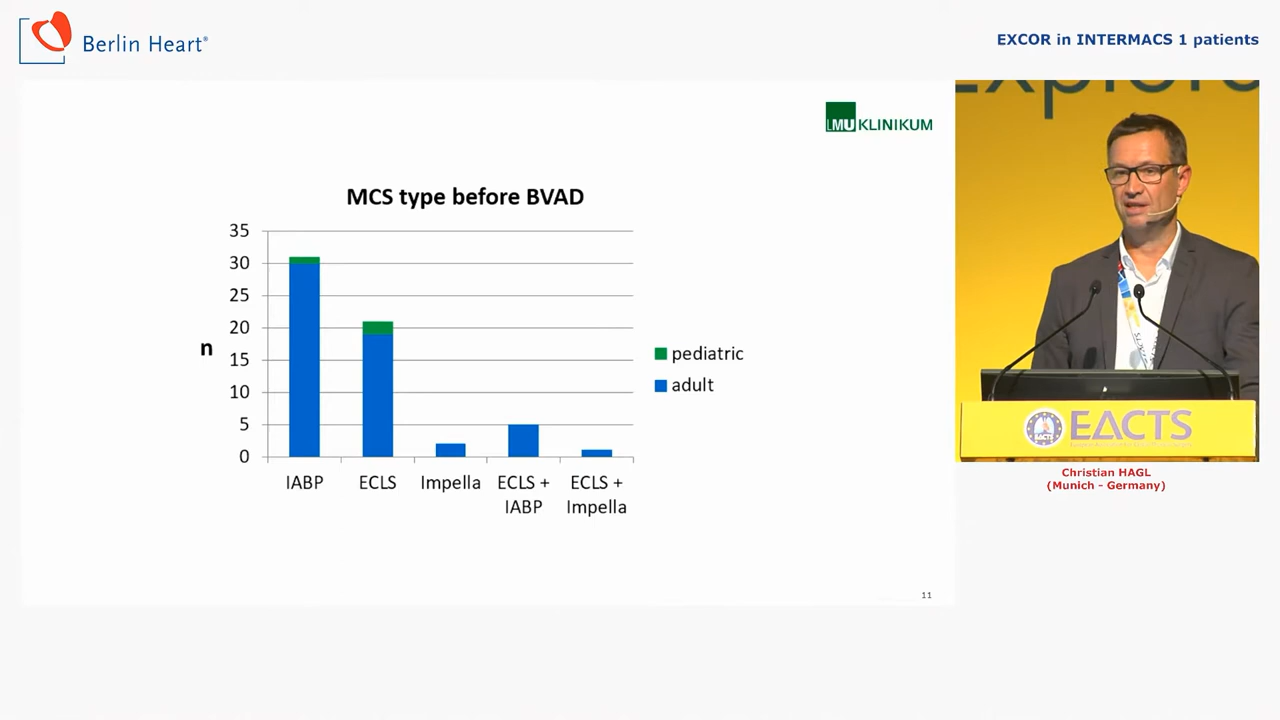 Berlin Heart®
EXCOR in INTERMACS 1 patients
LMU KLINIKUM
MCS type before BVAD
35
30
25
20
15
10
5
0
n
IABP
ECLS
Impella
ECLS +
IABP
ECLS +
Impella
pediatric
adult
11
EACTS
EACTS
Christian HAGL
(Munich - Germany)